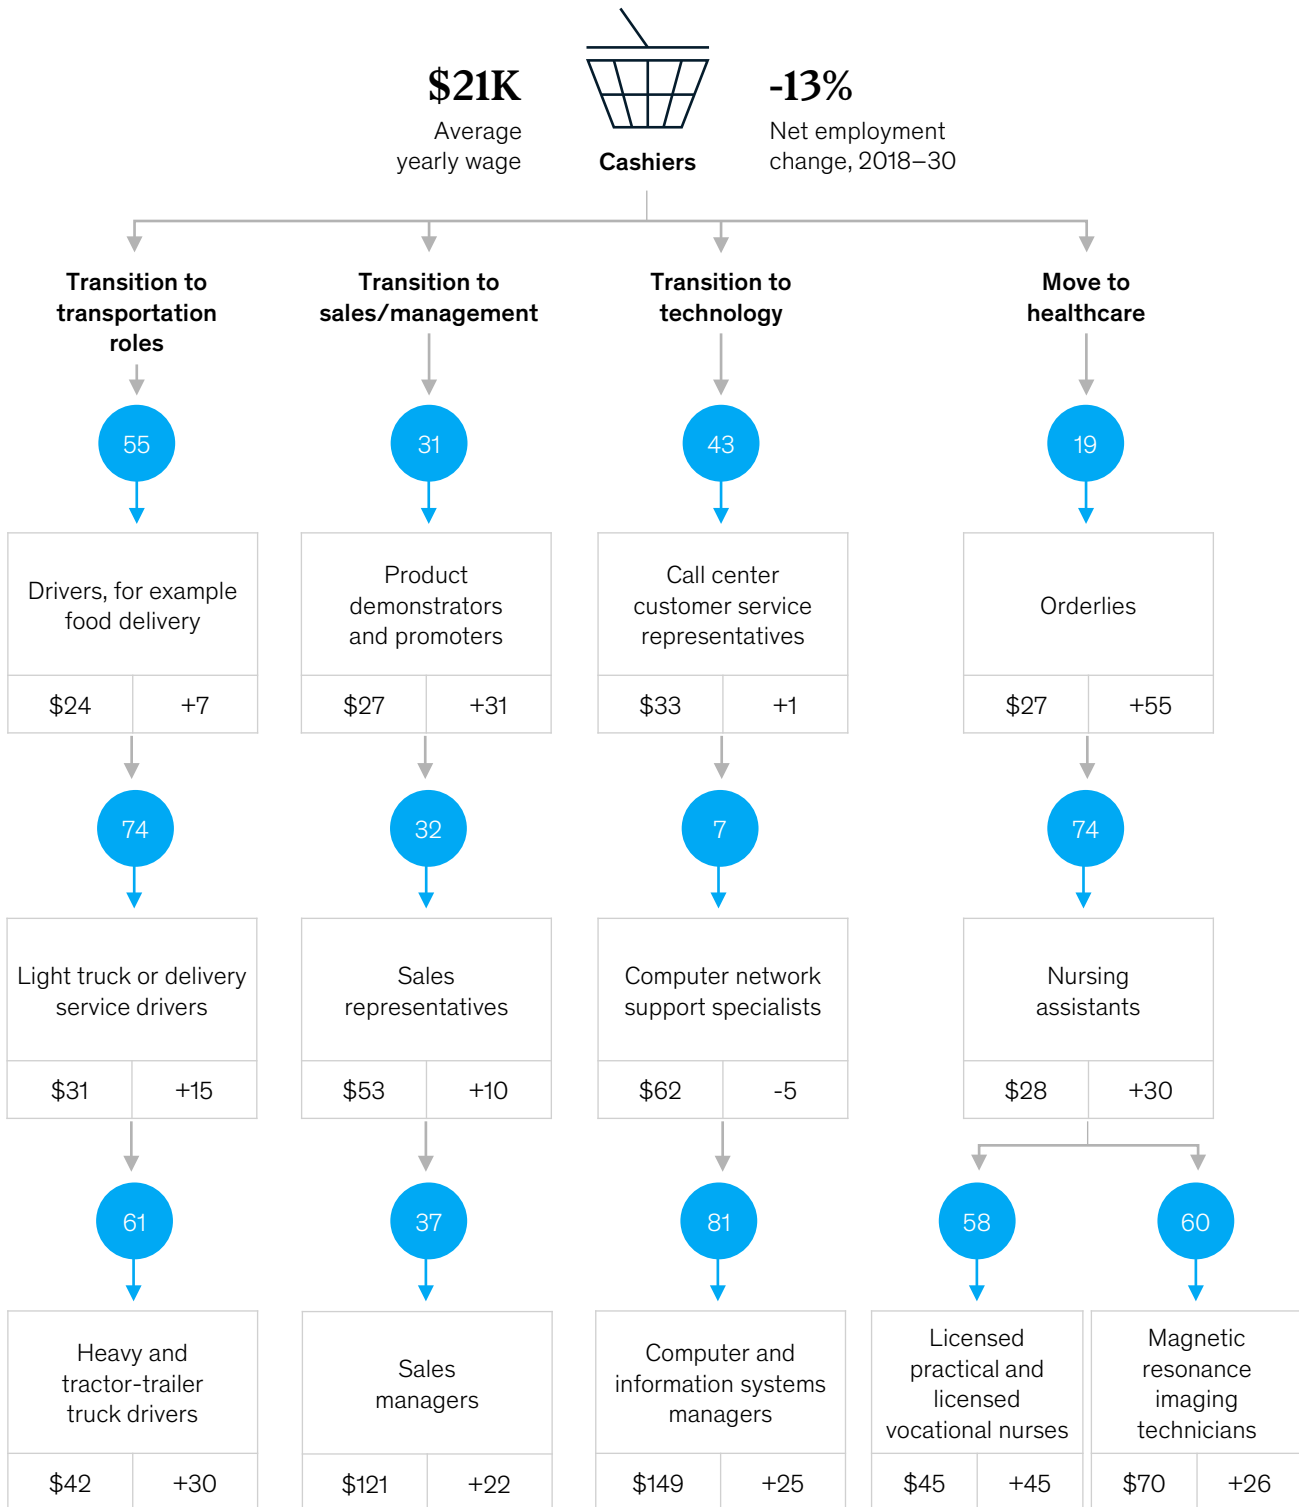 $21K
Average
yearly wage
Cashiers
-13%
Net employment
change, 2018–30
Transition to
transportation
roles
Transition to
sales/management
Transition to
technology
Move to
healthcare
55
31
43
19
Drivers, for example
food delivery
$24 +7
Product
demonstrators
and promoters
$27 +31
Call center
customer service
representatives
$33 +1
Orderlies
$27 +55
74
32
7
74
Light truck or delivery
service drivers
$31 +15
Sales
representatives
$53 +10
Computer network
support specialists
$62 -5
Nursing
assistants
$28 +30
61
37
81
58
60
Heavy and
tractor-trailer
truck drivers
$42 +30
Sales
managers
$121 +22
Computer and
information systems
managers
$149 +25
Licensed
practical and
licensed
vocational nurses
$45 +45
Magnetic
resonance
imaging
technicians
$70 +26